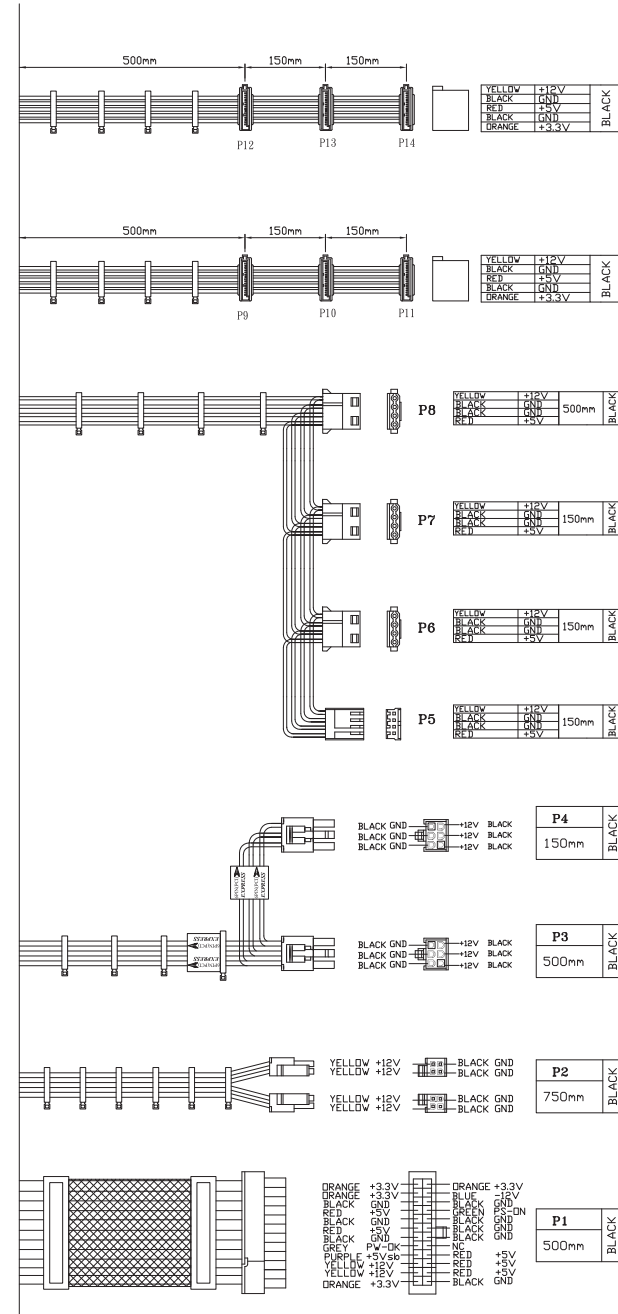 500mm 150mm 150mm
P12 P13 P14
YELLOW +12V
BLACK GND
RED +5V
BLACK GND
ORANGE +3.3V
BLACK
500mm 150mm 150mm
P9 P10 P11
YELLOW +12V
BLACK GND
RED +5V
BLACK GND
ORANGE +3.3V
BLACK
P8
YELLOW +12V
BLACK GND
BLACK GND
RED +5V
500mm
BLACK
P7
YELLOW +12V
BLACK GND
BLACK GND
RED +5V
150mm
BLACK
P6
YELLOW +12V
BLACK GND
BLACK GND
RED +5V
150mm
BLACK
P5
YELLOW +12V
BLACK GND
BLACK GND
RED +5V
150mm
BLACK
BLACK GND +12V BLACK
BLACK GND +12V BLACK
BLACK GND +12V BLACK
P4
150mm
BLACK
EXPRESS
EXPRESS
EXPRESS
EXPRESS
BLACK GND +12V BLACK
BLACK GND +12V BLACK
BLACK GND +12V BLACK
P3
500mm
BLACK
YELLOW +12V BLACK GND
YELLOW +12V BLACK GND
YELLOW +12V BLACK GND
YELLOW +12V BLACK GND
P2
750mm
BLACK
ORANGE +3.3V ORANGE +3.3V
ORANGE +3.3V BLUE -12V
BLACK GND BLACK GND
RED +5V GREEN PS-ON
BLACK GND BLACK GND
RED +5V BLACK GND
BLACK GND BLACK GND
GREY PW-OK NC
PURPLE +5Vsb RED +5V
YELLOW +12V RED +5V
YELLOW +12V RED +5V
ORANGE +3.3V BLACK GND
P1
500mm
BLACK